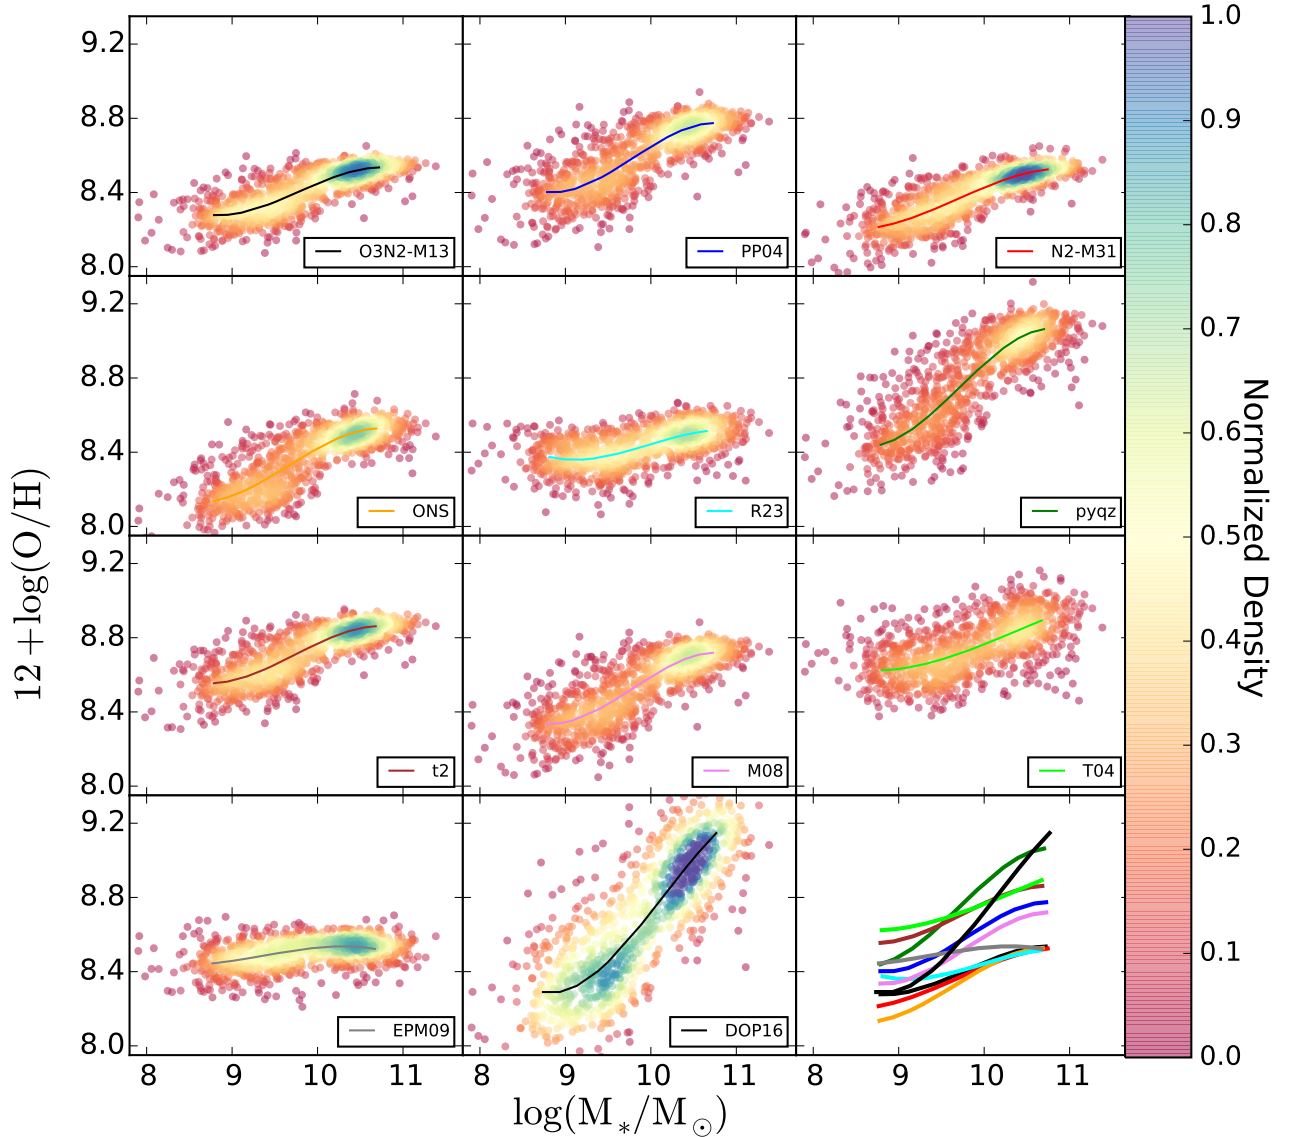 9.2
8.8
8.4
8.0
O3N2-M13
PP04
N2-M31
9.2
8.8
8.4
8.0
ONS
R23
pyqz
9.2
8.8
8.4
8.0
t2
M08
T04
9.2
8.8
8.4
8.0
EPM09
DOP16
8 9 10 11
8 9 10 11
8 9 10 11
log(M*/M⊙)
12+log(O/H)
1.0
0.9
0.8
0.7
0.6
0.5
0.4
0.3
0.2
0.1
0.0
Normalized Density